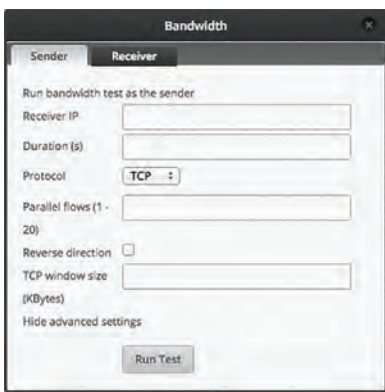 Bandwidth
Sender
Receiver
Run bandwidth test as the sender
Receiver IP
Duration (s)
Protocol
TCP
Parallel flows (1 -
20)
Reverse direction
TCP window size
(KBytes)
Hide advanced settings
Run Test